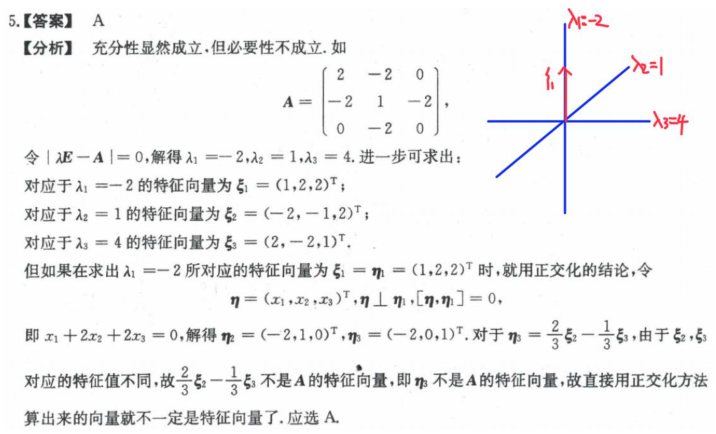 5.【答案】 A
【分析】 充分性显然成立,但必要性不成立.如
A = ⎡ 2 −2 0 ⎤
⎢ −2 1 −2 ⎥ ,
⎣ 0 −2 0 ⎦
令 | λE − A | = 0,解得 λ₁ = −2, λ₂ = 1, λ₃ = 4. 进一步可求出:
对应于 λ₁ = −2 的特征向量为 ξ₁ = (1,2,2)ᵀ;
对应于 λ₂ = 1 的特征向量为 ξ₂ = (−2,−1,2)ᵀ;
对应于 λ₃ = 4 的特征向量为 ξ₃ = (2,−2,1)ᵀ.
但如果在求出 λ₁ = −2 所对应的特征向量为 ξ₁ = η₁ = (1,2,2)ᵀ 时,就用正交化的结论,令
η = (x₁,x₂,x₃)ᵀ, η ⊥ η₁, [η,η₁] = 0,
即 x₁ + 2x₂ + 2x₃ = 0,解得 η₂ = (−2,1,0)ᵀ, η₃ = (−2,0,1)ᵀ. 对于 η₃ = 2/3 ξ₂ − 1/3 ξ₃,由于 ξ₂,ξ₃
对应的特征值不同,故 2/3 ξ₂ − 1/3 ξ₃ 不是 A 的特征向量,即 η₃ 不是 A 的特征向量,故直接用正交化方法
算出来的向量就不一定是特征向量了. 应选 A.
λ₁=-2
λ₂=1
ξ₁
λ₃=4